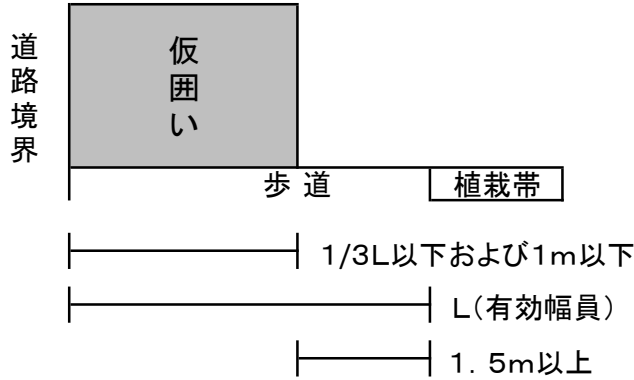 道路境界
仮囲い
歩 道
植栽帯
1/3L以下および1m以下
L(有効幅員)
1. 5m以上